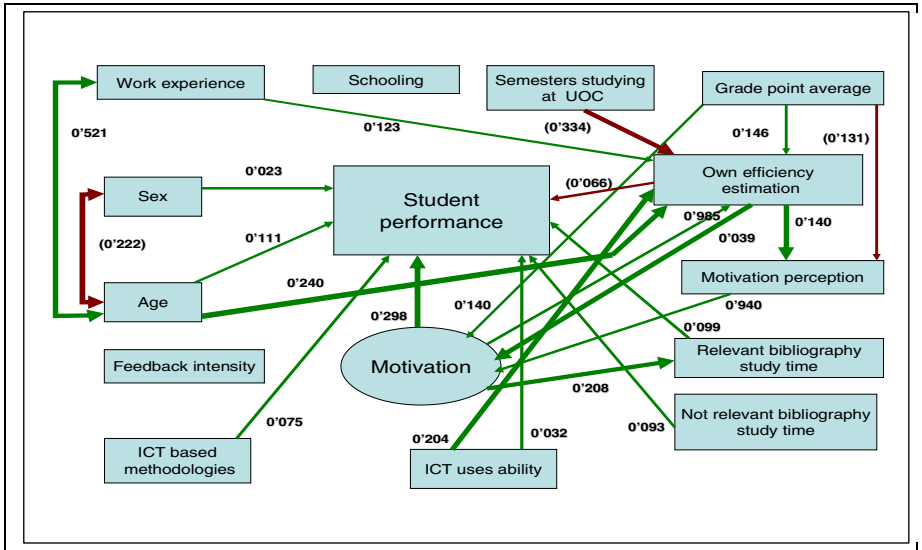 Work experience
Schooling
Semesters studying
at UOC
Grade point average
0'521
0'123
(0'334)
0'146
(0'131)
Sex
0'023
Student
performance
(0'066)
Own efficiency
estimation
(0'222)
0'111
0'985
0'140
0'039
Age
0'240
Motivation perception
0'298
0'140
0'940
0'099
Feedback intensity
Motivation
Relevant bibliography
study time
0'208
Not relevant bibliography
study time
0'075
0'204
0'032
0'093
ICT based
methodologies
ICT uses ability